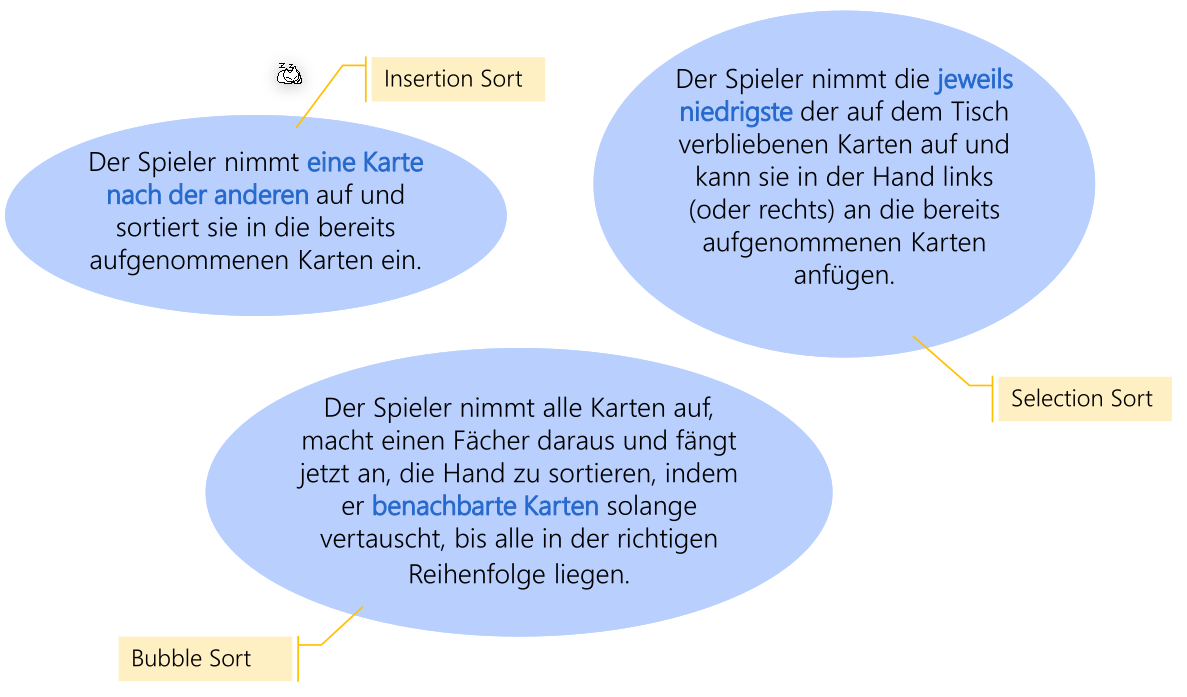 Insertion Sort
Der Spieler nimmt eine Karte
nach der anderen auf und
sortiert sie in die bereits
aufgenommenen Karten ein.
Der Spieler nimmt die jeweils
niedrigste der auf dem Tisch
verbliebenen Karten auf und
kann sie in der Hand links
(oder rechts) an die bereits
aufgenommenen Karten
anfügen.
Selection Sort
Der Spieler nimmt alle Karten auf,
macht einen Fächer daraus und fängt
jetzt an, die Hand zu sortieren, indem
er benachbarte Karten solange
vertauscht, bis alle in der richtigen
Reihenfolge liegen.
Bubble Sort